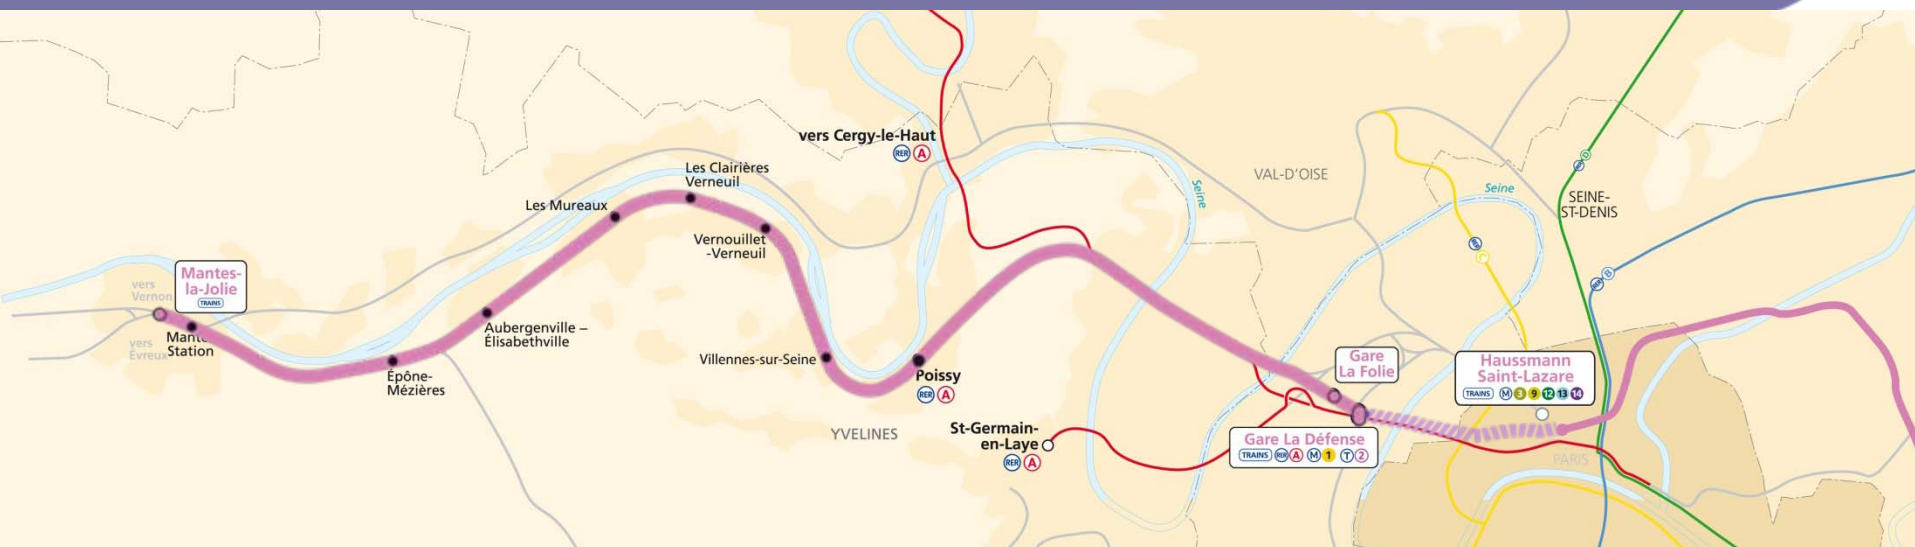 vers Cergy-le-Haut
RER A
Les Clairières
Verneuil
Les Mureaux
Vernouillet
-Verneuil
Seine
VAL-D'OISE
Seine
SEINE-
ST-DENIS
RER D
RER C
RER B
Mantes-
la-Jolie
TRAINS
vers
Vernon
vers
Évreux
Station
Aubergenville –
Élisabethville
Épône-
Mézières
Villennes-sur-Seine
Poissy
RER A
YVELINES
St-Germain-
en-Laye
RER A
Gare
La Folie
Haussmann
Saint-Lazare
TRAINS M 3 9 12 13 14
Gare La Défense
TRAINS RER A M 1 T 2
PARIS